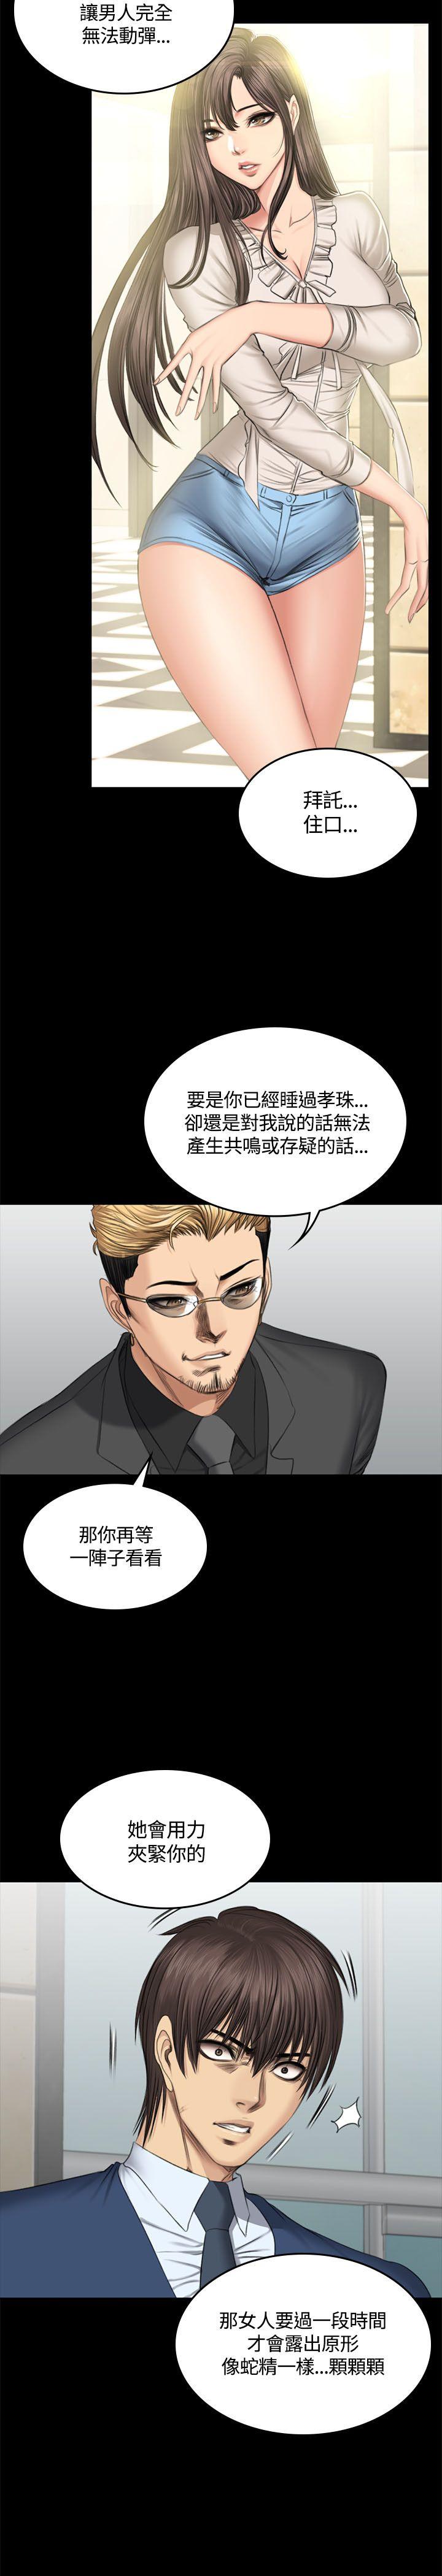 讓男人完全
無法動彈...
拜託...
住口...
要是你已經睡過孝珠...
卻還是對我說的話無法
產生共鳴或存疑的話...
那你再等
一陣子看看
她會用力
夾緊你的
那女人要過一段時間
才會露出原形
像蛇精一樣...顆顆顆